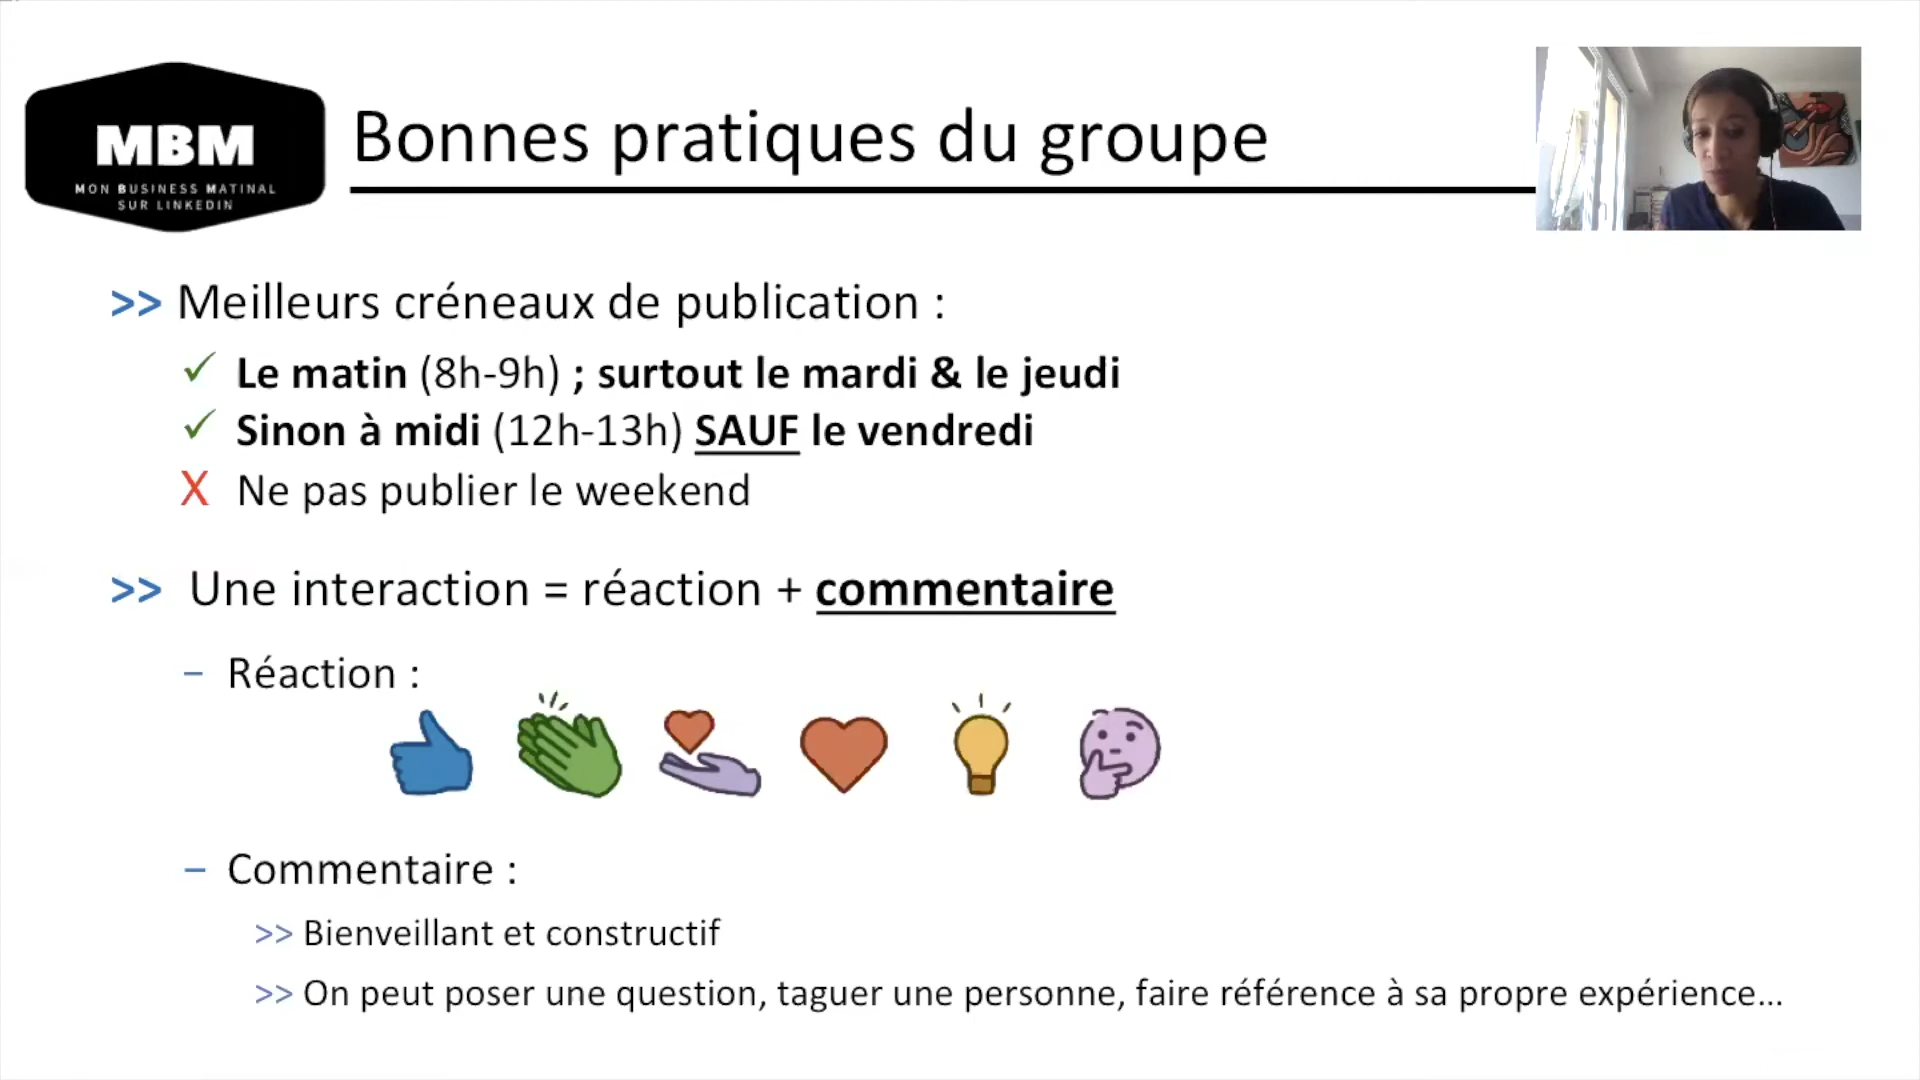 MBM
MON BUSINESS MATINAL
SUR LINKEDIN
Bonnes pratiques du groupe
>> Meilleurs créneaux de publication :
✓ Le matin (8h-9h) ; surtout le mardi & le jeudi
✓ Sinon à midi (12h-13h) SAUF le vendredi
X Ne pas publier le weekend
>> Une interaction = réaction + commentaire
– Réaction :
– Commentaire :
>> Bienveillant et constructif
>> On peut poser une question, taguer une personne, faire référence à sa propre expérience...